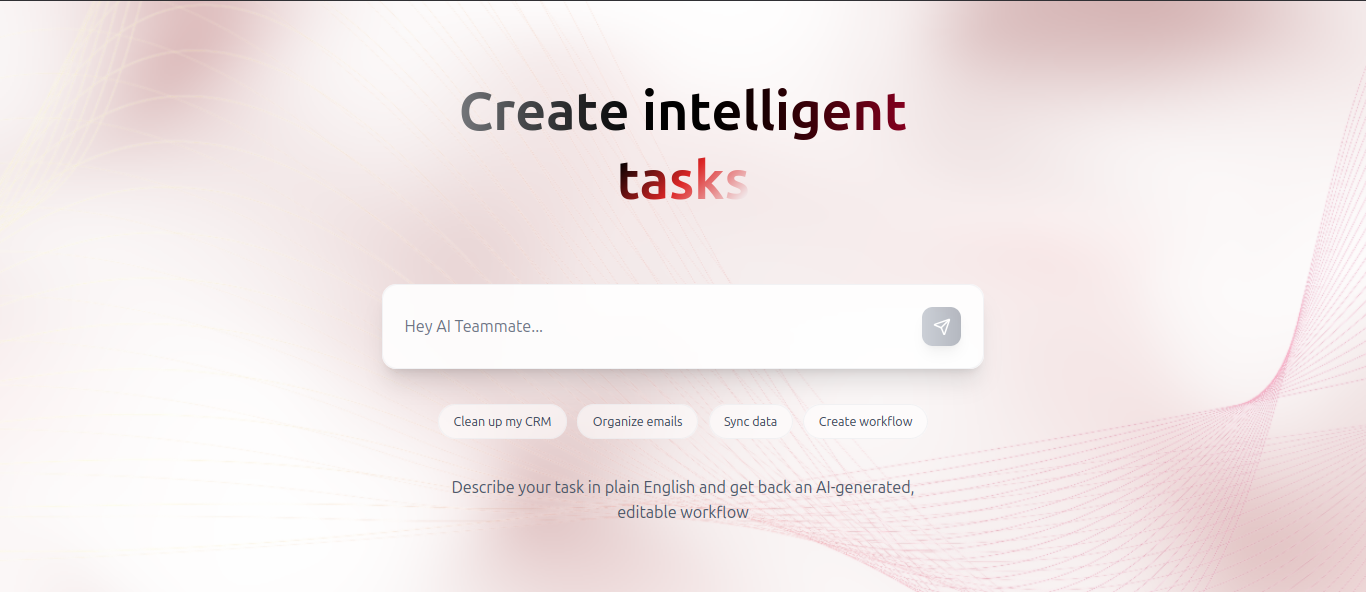 Create intelligent
tasks
Hey AI Teammate...
Clean up my CRM
Organize emails
Sync data
Create workflow
Describe your task in plain English and get back an AI-generated,
editable workflow